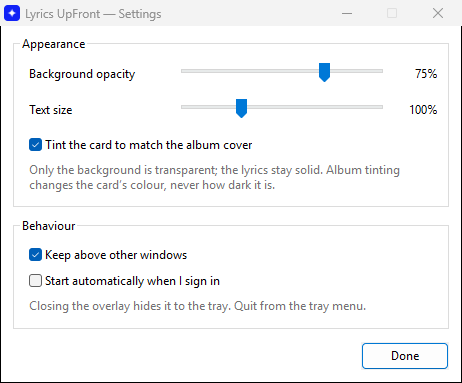 Lyrics UpFront — Settings
Appearance
Background opacity 75%
Text size 100%
Tint the card to match the album cover
Only the background is transparent; the lyrics stay solid. Album tinting
changes the card's colour, never how dark it is.
Behaviour
Keep above other windows
Start automatically when I sign in
Closing the overlay hides it to the tray. Quit from the tray menu.
Done